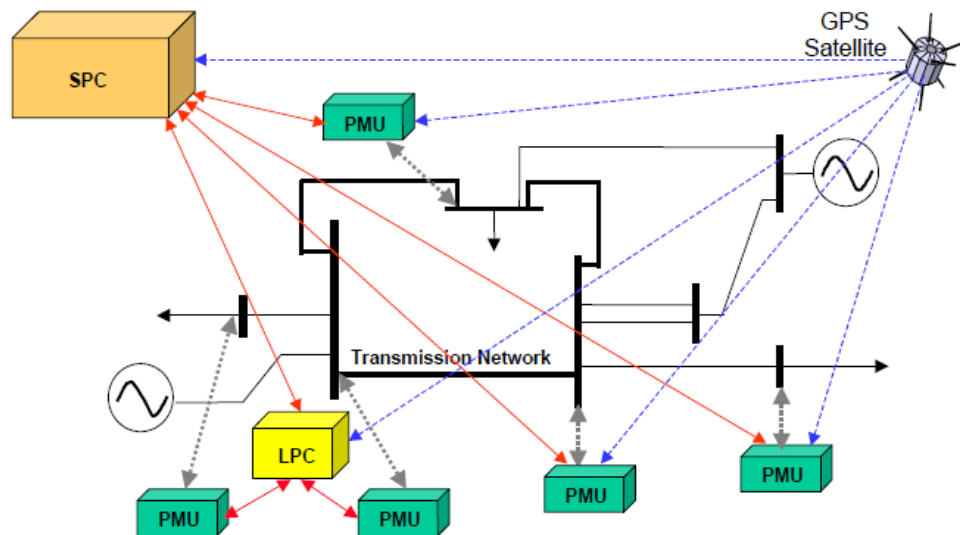 GPS
Satellite
SPC
PMU
Transmission Network
LPC
PMU
PMU
PMU
PMU